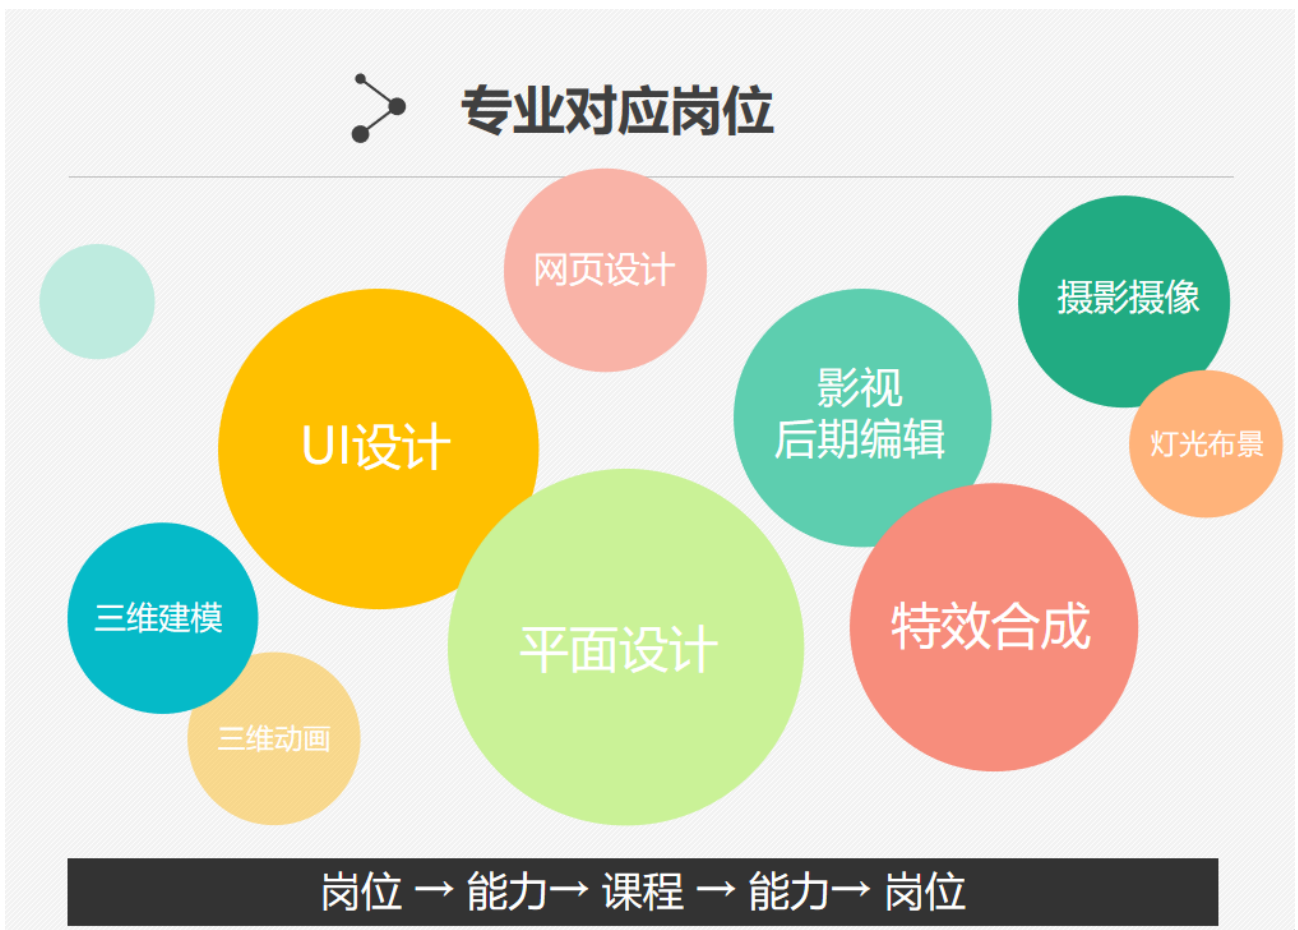 专业对应岗位
网页设计
摄影摄像
影视
后期编辑
UI设计
灯光布景
三维建模
平面设计
特效合成
三维动画
岗位 → 能力→ 课程 → 能力→ 岗位